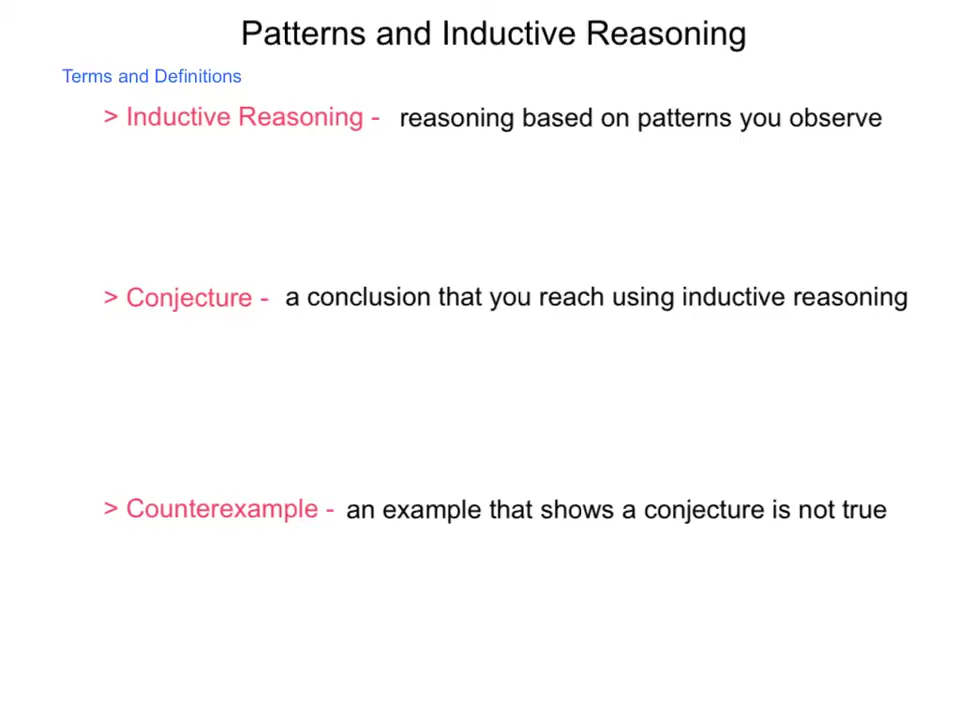 Patterns and Inductive Reasoning
Terms and Definitions
> Inductive Reasoning - reasoning based on patterns you observe
> Conjecture - a conclusion that you reach using inductive reasoning
> Counterexample - an example that shows a conjecture is not true